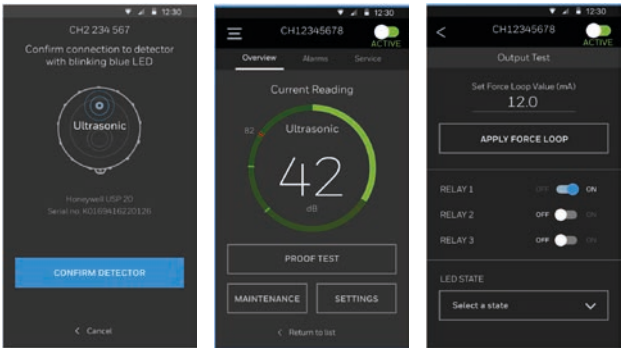 12:30
CH2 234 567
Confirm connection to detector
with blinking blue LED
Ultrasonic
Honeywell USP 20
Serial no. K0169416220126
CONFIRM DETECTOR
< Cancel
12:30
CH12345678
ACTIVE
Overview Alarms Service
Current Reading
82
Ultrasonic
42
dB
PROOF TEST
MAINTENANCE SETTINGS
< Return to list
12:30
< CH12345678
ACTIVE
Output Test
Set Force Loop Value (mA)
12.0
APPLY FORCE LOOP
RELAY 1 OFF ON
RELAY 2 OFF ON
RELAY 3 OFF ON
LED STATE
Select a state